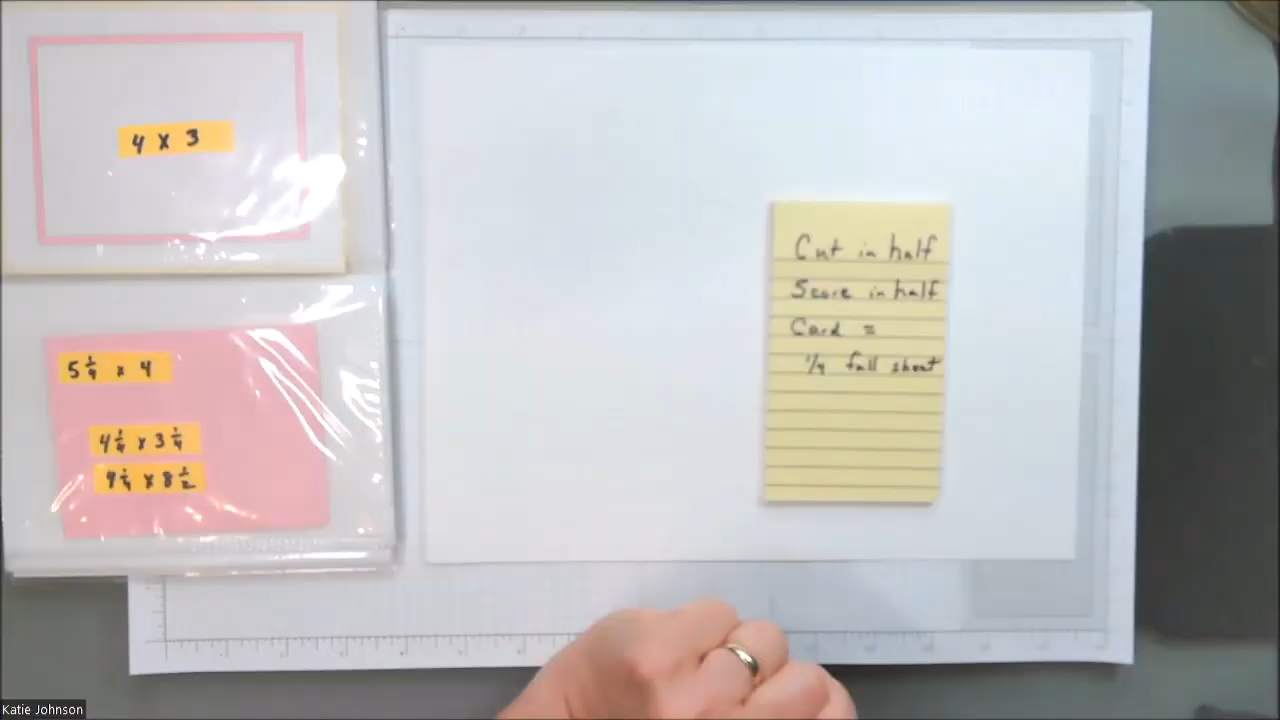 4 x 3
5 1/4 x 4
4 1/4 x 3 1/4
4 1/4 x 8 1/2
Cut in half
Score in half
Card =
1/4 full sheet
Katie Johnson